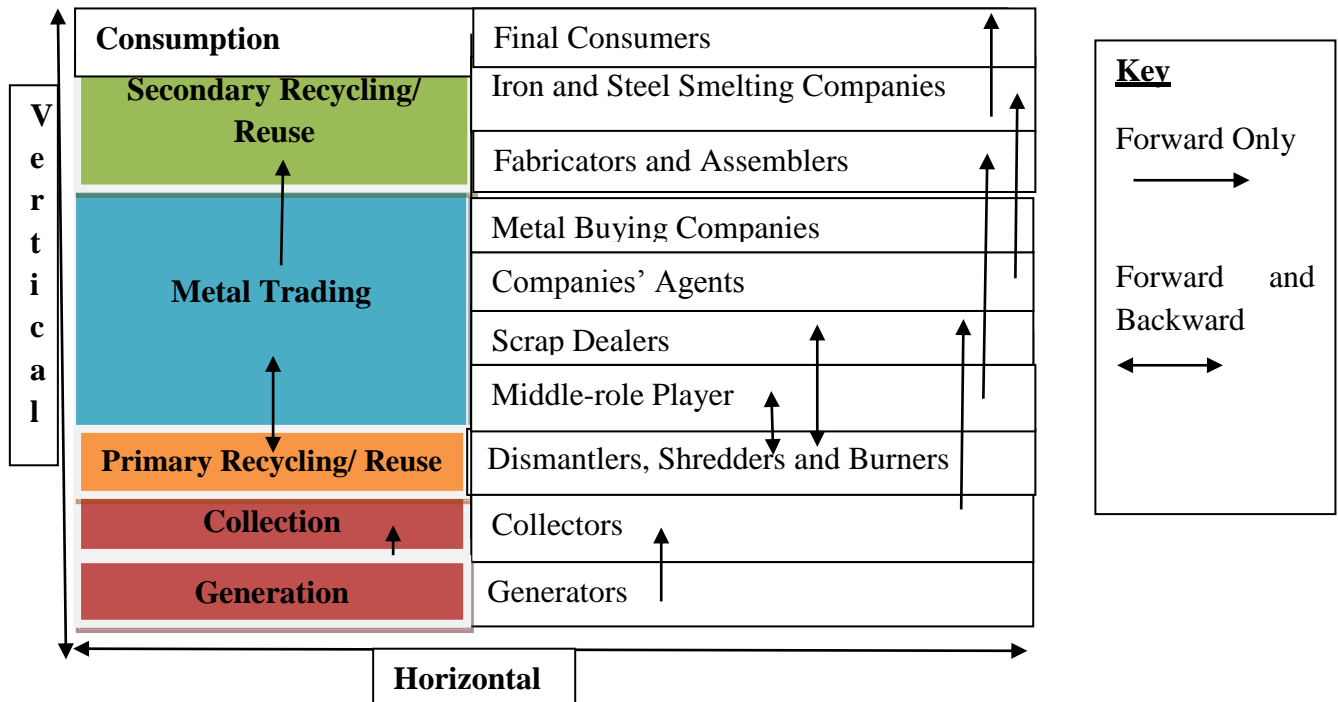 Vertical
Consumption
Final Consumers
Secondary Recycling/
Reuse
Iron and Steel Smelting Companies
Fabricators and Assemblers
Metal Trading
Metal Buying Companies
Companies’ Agents
Scrap Dealers
Middle-role Player
Primary Recycling/ Reuse
Dismantlers, Shredders and Burners
Collection
Collectors
Generation
Generators
Horizontal
Key
Forward Only
Forward and
Backward